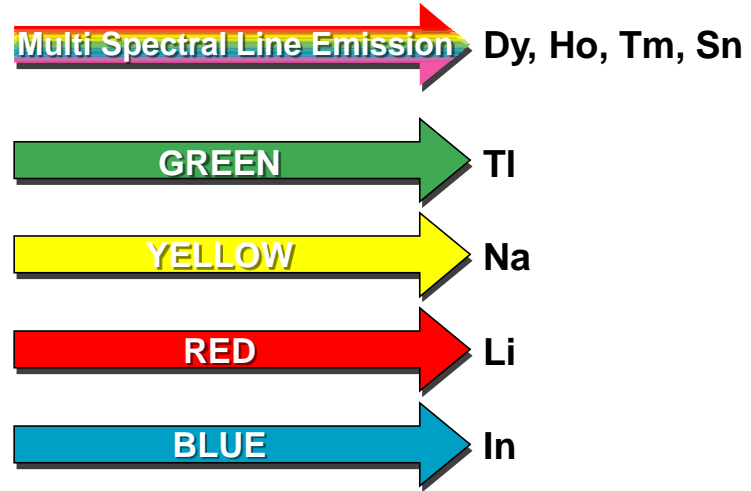 Multi Spectral Line Emission Dy, Ho, Tm, Sn
GREEN Tl
YELLOW Na
RED Li
BLUE In